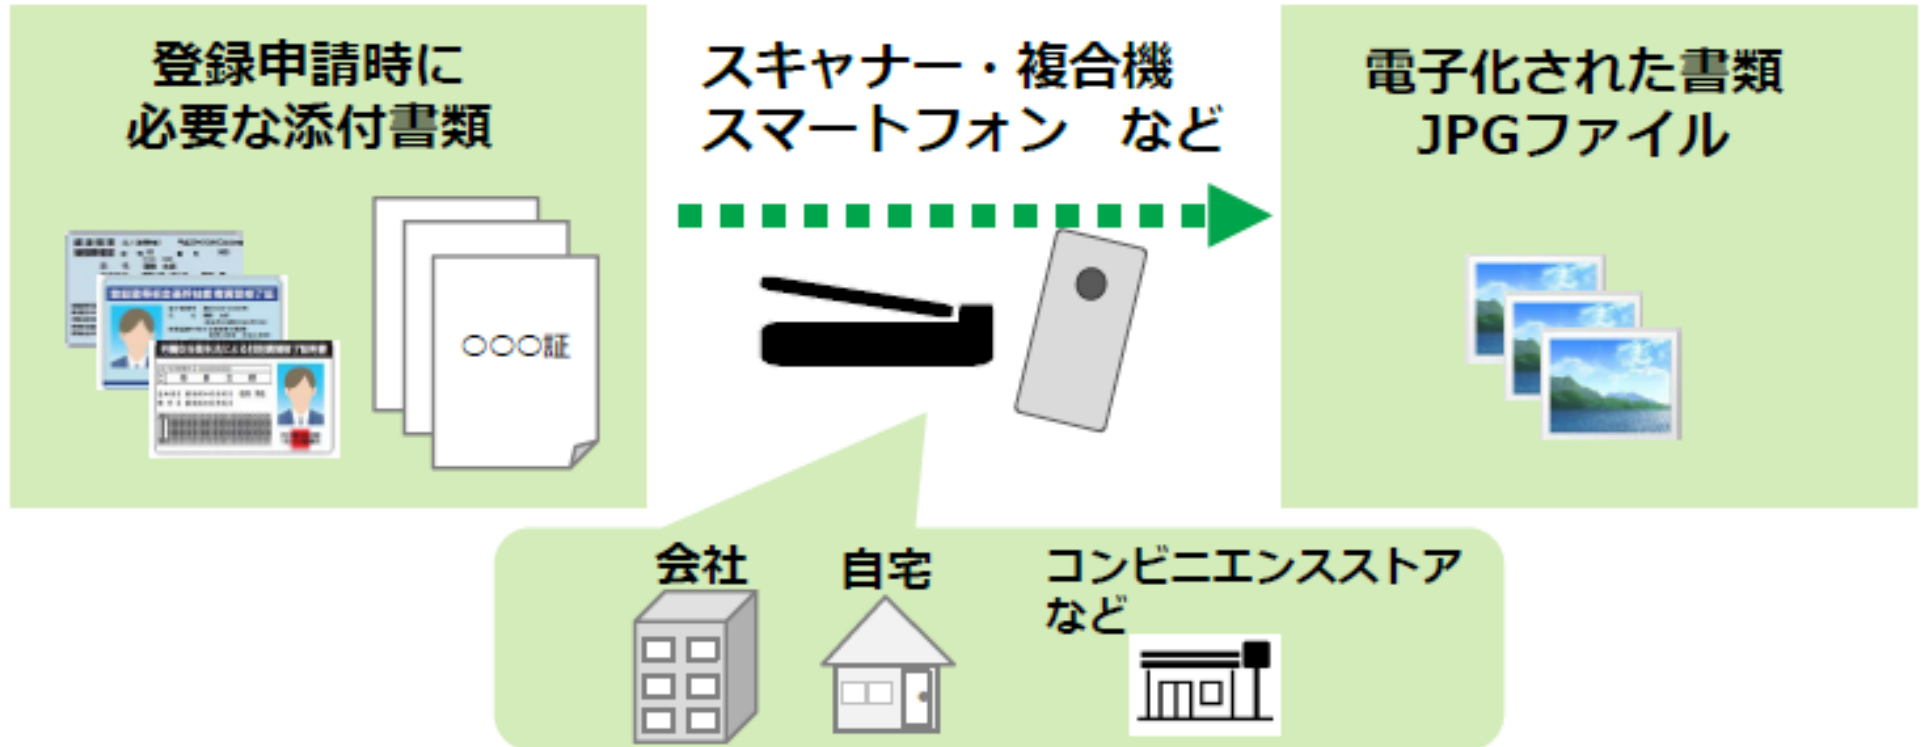 登録申請時に
必要な添付書類
スキャナー・複合機
スマートフォン　など
電子化された書類
JPGファイル
〇〇〇証
会社
自宅
コンビニエンスストア
など